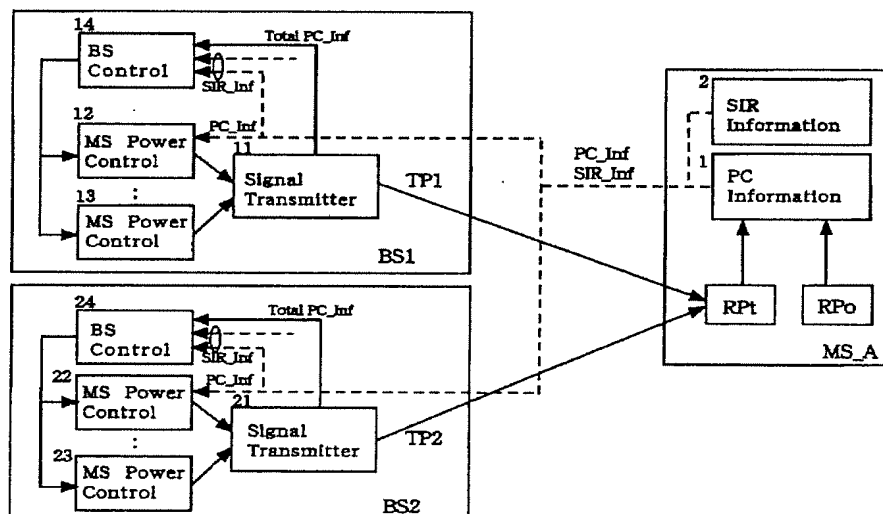 14
BS
Control
Total PC_Inf
SIR_Inf
12
MS Power
Control
PC_Inf
11
Signal
Transmitter
TP1
:
13
MS Power
Control
BS1
PC_Inf
SIR_Inf
2
SIR
Information
1
PC
Information
RPt
RPo
MS_A
24
BS
Control
Total PC_Inf
SIR_Inf
22
MS Power
Control
PC_Inf
21
Signal
Transmitter
TP2
:
23
MS Power
Control
BS2